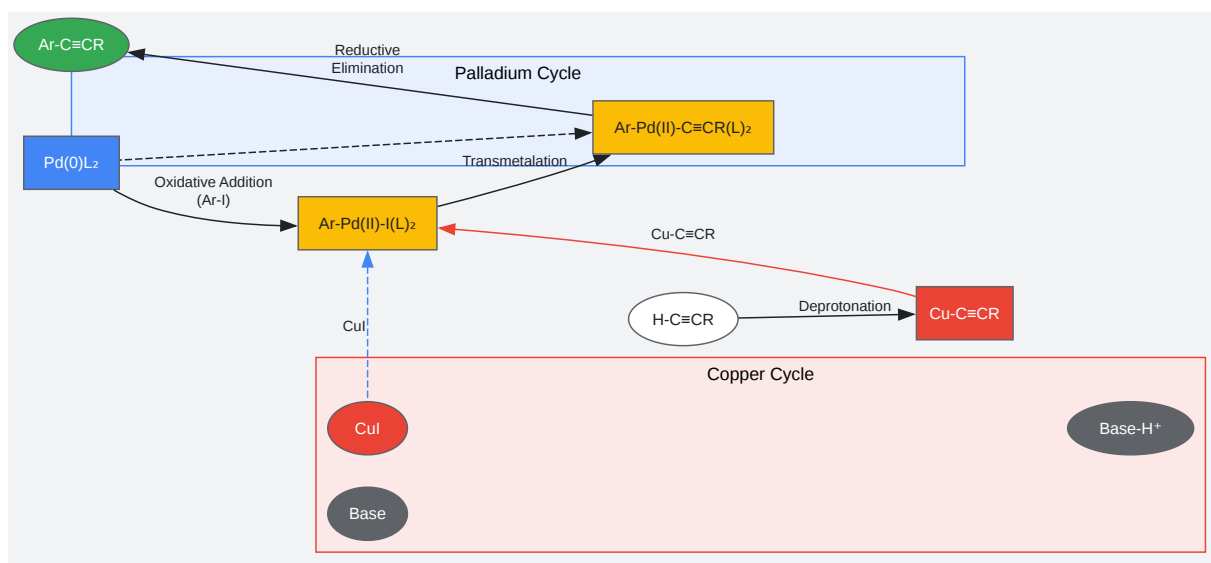 Ar-C≡CR
Reductive
Elimination
Palladium Cycle
Ar-Pd(II)-C≡CR(L)₂
Pd(0)L₂
Transmetalation
Oxidative Addition
(Ar-I)
Ar-Pd(II)-I(L)₂
Cu-C≡CR
H-C≡CR
Deprotonation
Cu-C≡CR
CuI
Copper Cycle
CuI
Base-H⁺
Base